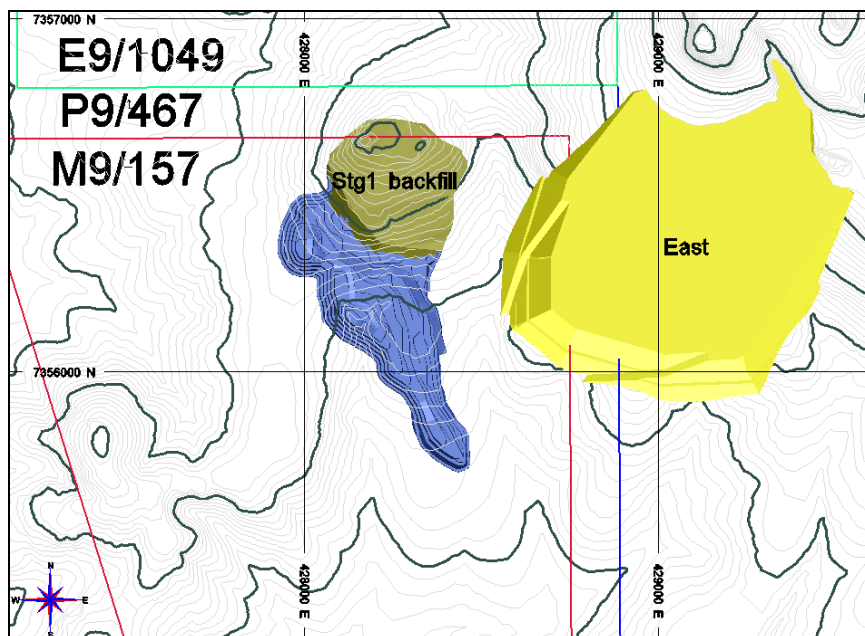 7357000 N
428000 E
429000 E
E9/1049
P9/467
M9/157
Stg1 backfill
East
7356000 N
N
W E
S
428000 E
429000 E